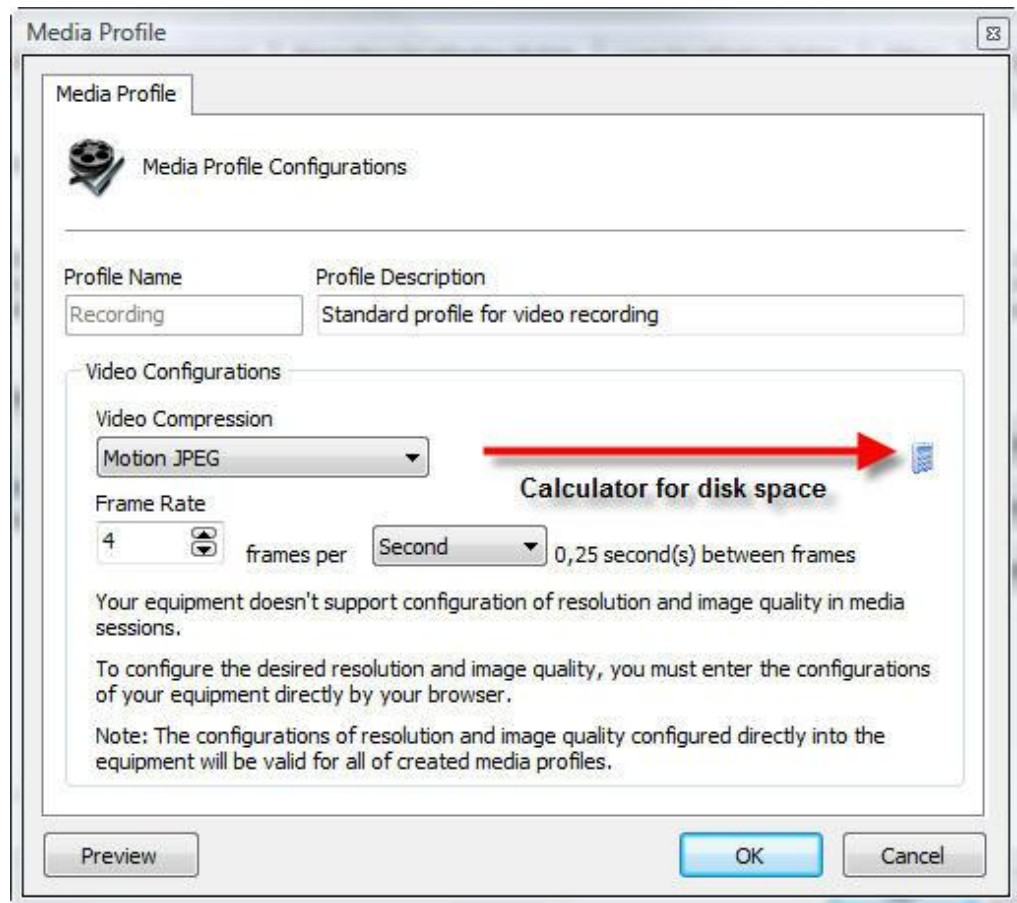 Media Profile
Media Profile
Media Profile Configurations
Profile Name
Profile Description
Recording
Standard profile for video recording
Video Configurations
Video Compression
Motion JPEG
Calculator for disk space
Frame Rate
4
frames per
Second
0,25 second(s) between frames
Your equipment doesn't support configuration of resolution and image quality in media
sessions.
To configure the desired resolution and image quality, you must enter the configurations
of your equipment directly by your browser.
Note: The configurations of resolution and image quality configured directly into the
equipment will be valid for all of created media profiles.
Preview
OK
Cancel